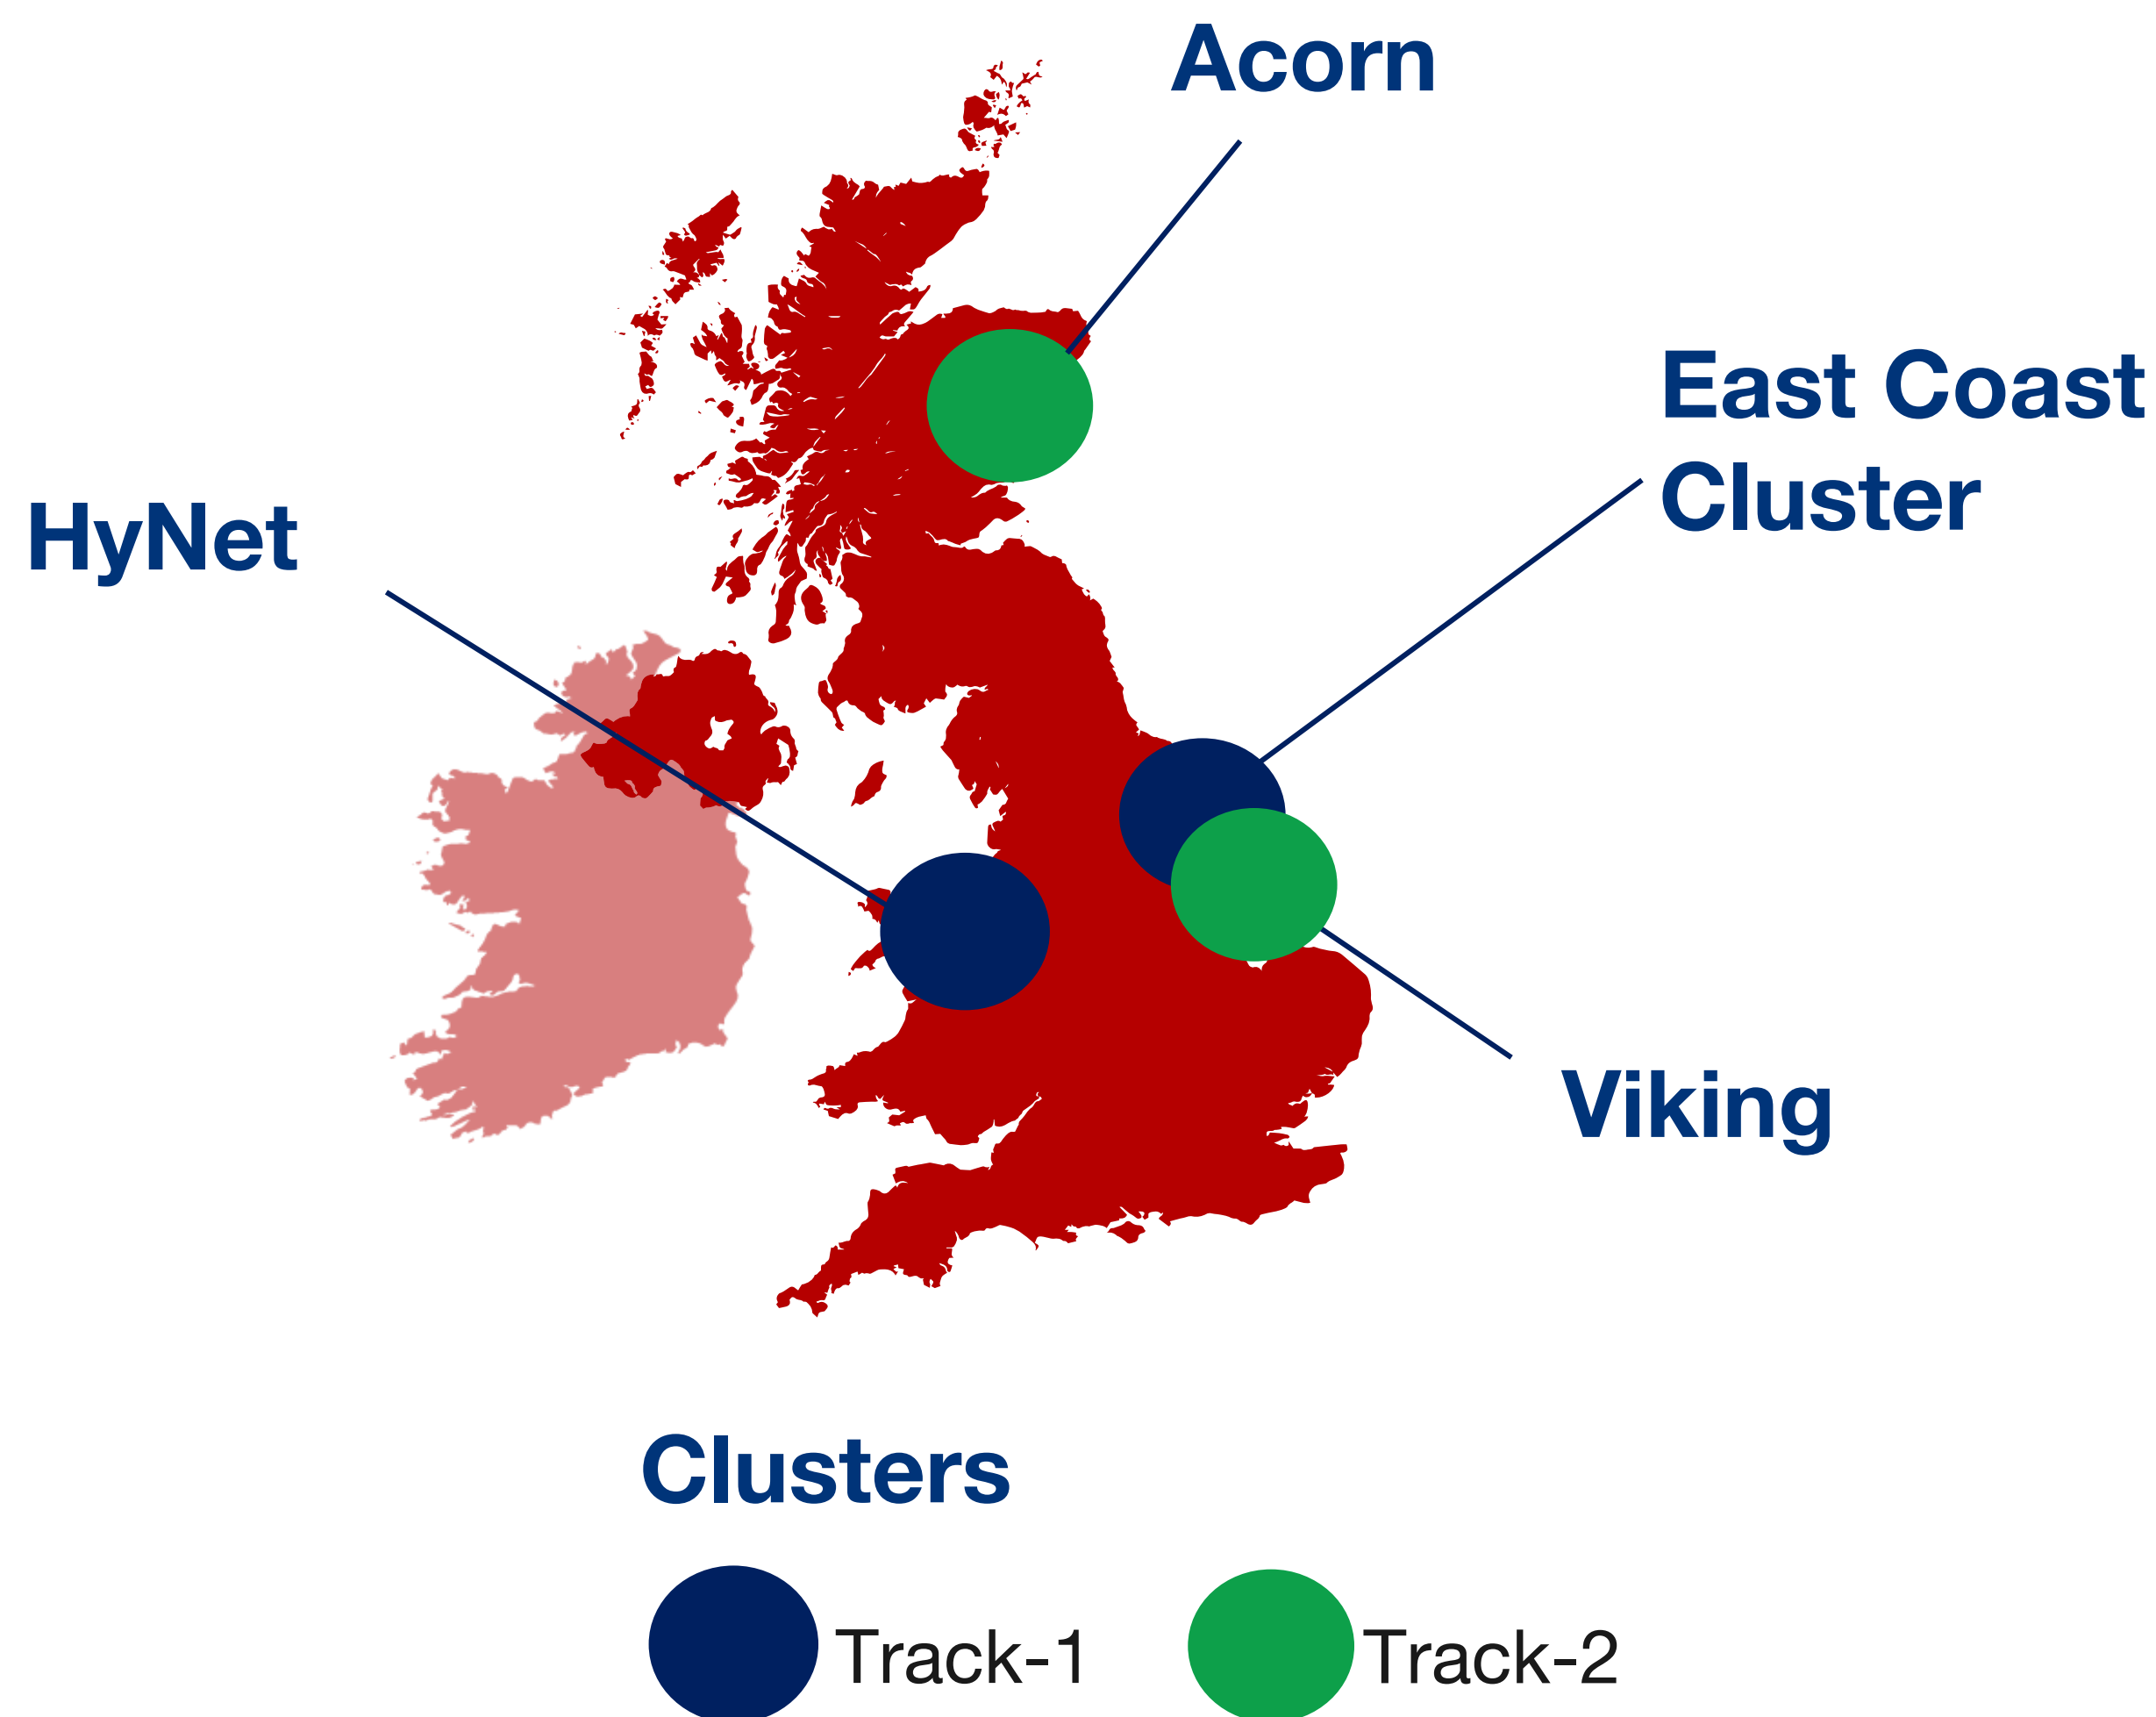 Acorn
East Coast
Cluster
HyNet
Viking
Clusters
Track-1
Track-2